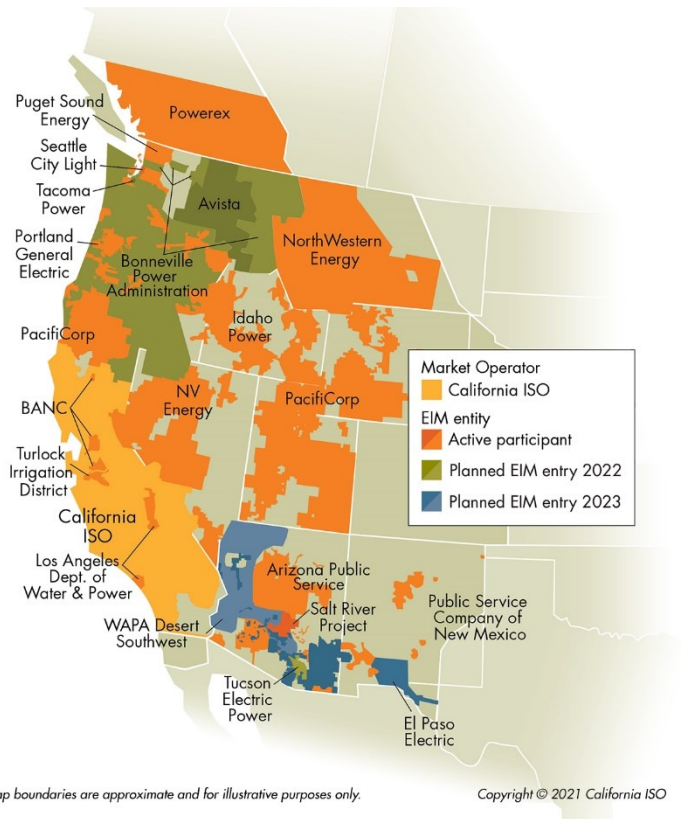 Powerex
Puget Sound
Energy
Seattle
City Light
Tacoma
Power
Avista
Portland
General
Electric
Bonneville
Power
Administration
NorthWestern
Energy
Idaho
Power
PacifiCorp
NV
Energy
PacifiCorp
BANC
Turlock
Irrigation
District
California
ISO
Los Angeles
Dept. of
Water & Power
Market Operator
California ISO
EIM entity
Active participant
Planned EIM entry 2022
Planned EIM entry 2023
Arizona Public
Service
Salt River
Project
Public Service
Company of
New Mexico
WAPA Desert
Southwest
Tucson
Electric
Power
El Paso
Electric
ap boundaries are approximate and for illustrative purposes only.
Copyright © 2021 California ISO